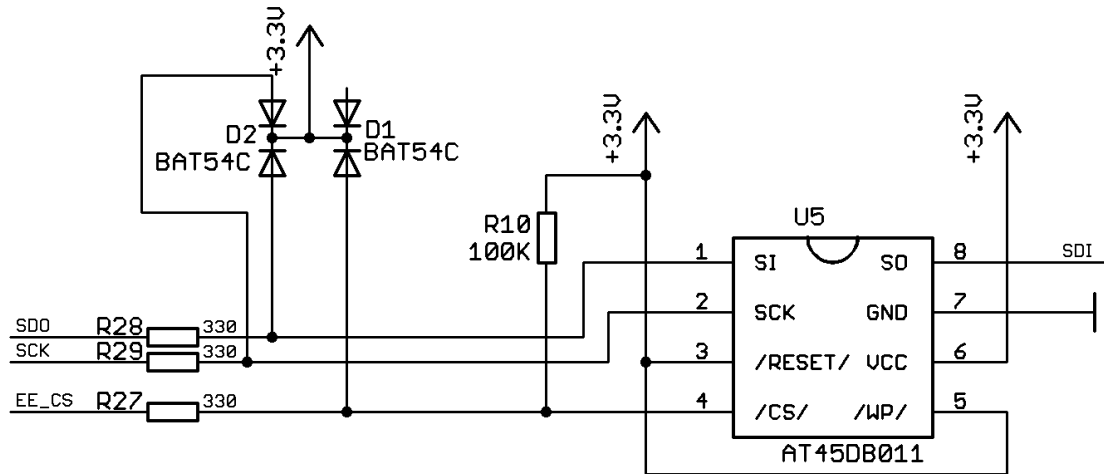 +3.3V
D2
BAT54C
D1
BAT54C
+3.3V
+3.3V
R10
100K
U5
1
SI
SO
8
SDI
2
SCK
GND
7
3
/RESET/
VCC
6
4
/CS/
/WP/
5
AT45DB011
SDO
R28
330
SCK
R29
330
EE_CS
R27
330